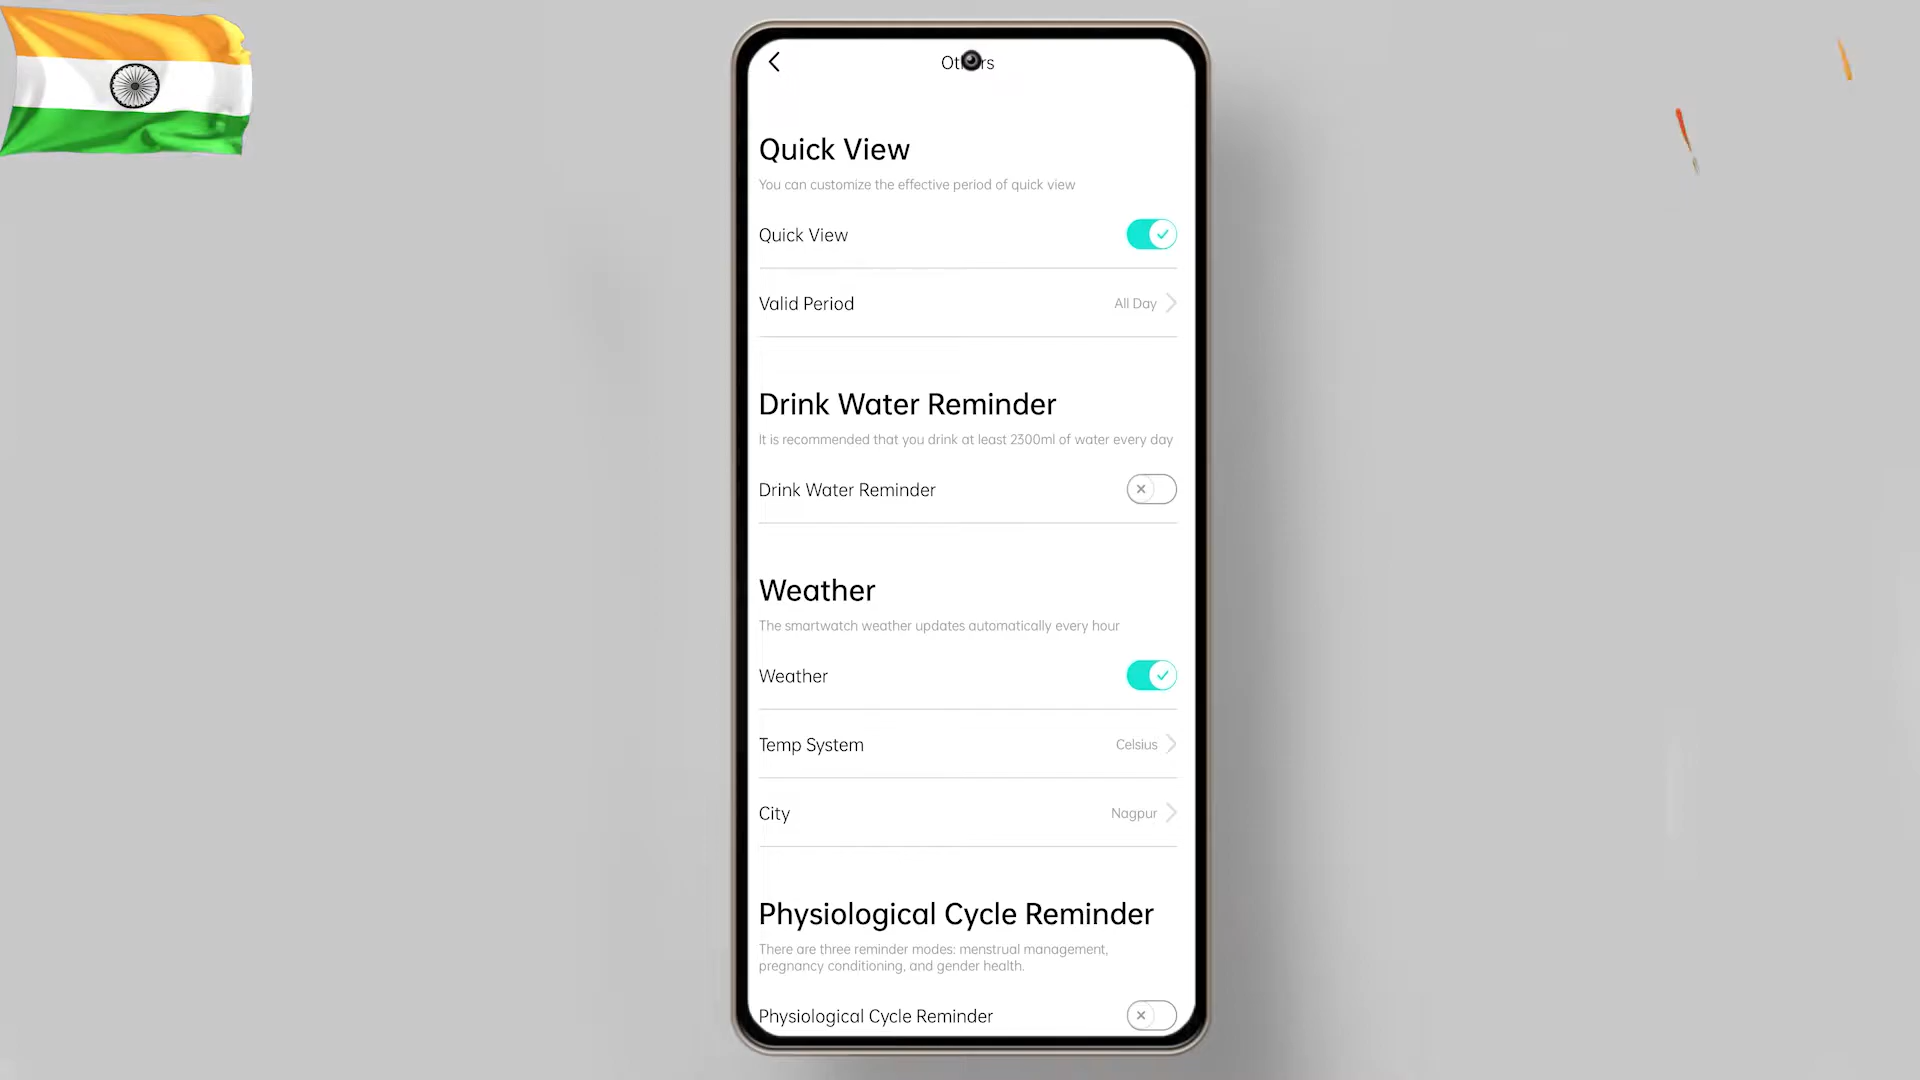 Others
Quick View
You can customize the effective period of quick view
Quick View
Valid Period All Day
Drink Water Reminder
It is recommended that you drink at least 2300ml of water every day
Drink Water Reminder
Weather
The smartwatch weather updates automatically every hour
Weather
Temp System Celsius
City Nagpur
Physiological Cycle Reminder
There are three reminder modes: menstrual management,
pregnancy conditioning, and gender health.
Physiological Cycle Reminder